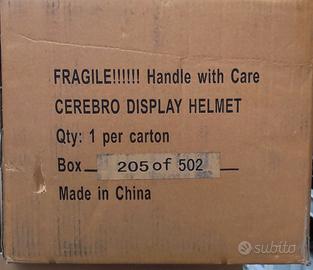 FRAGILE!!!!!! Handle with Care
CEREBRO DISPLAY HELMET
Qty: 1 per carton
Box 205 of 502
Made in China
subito